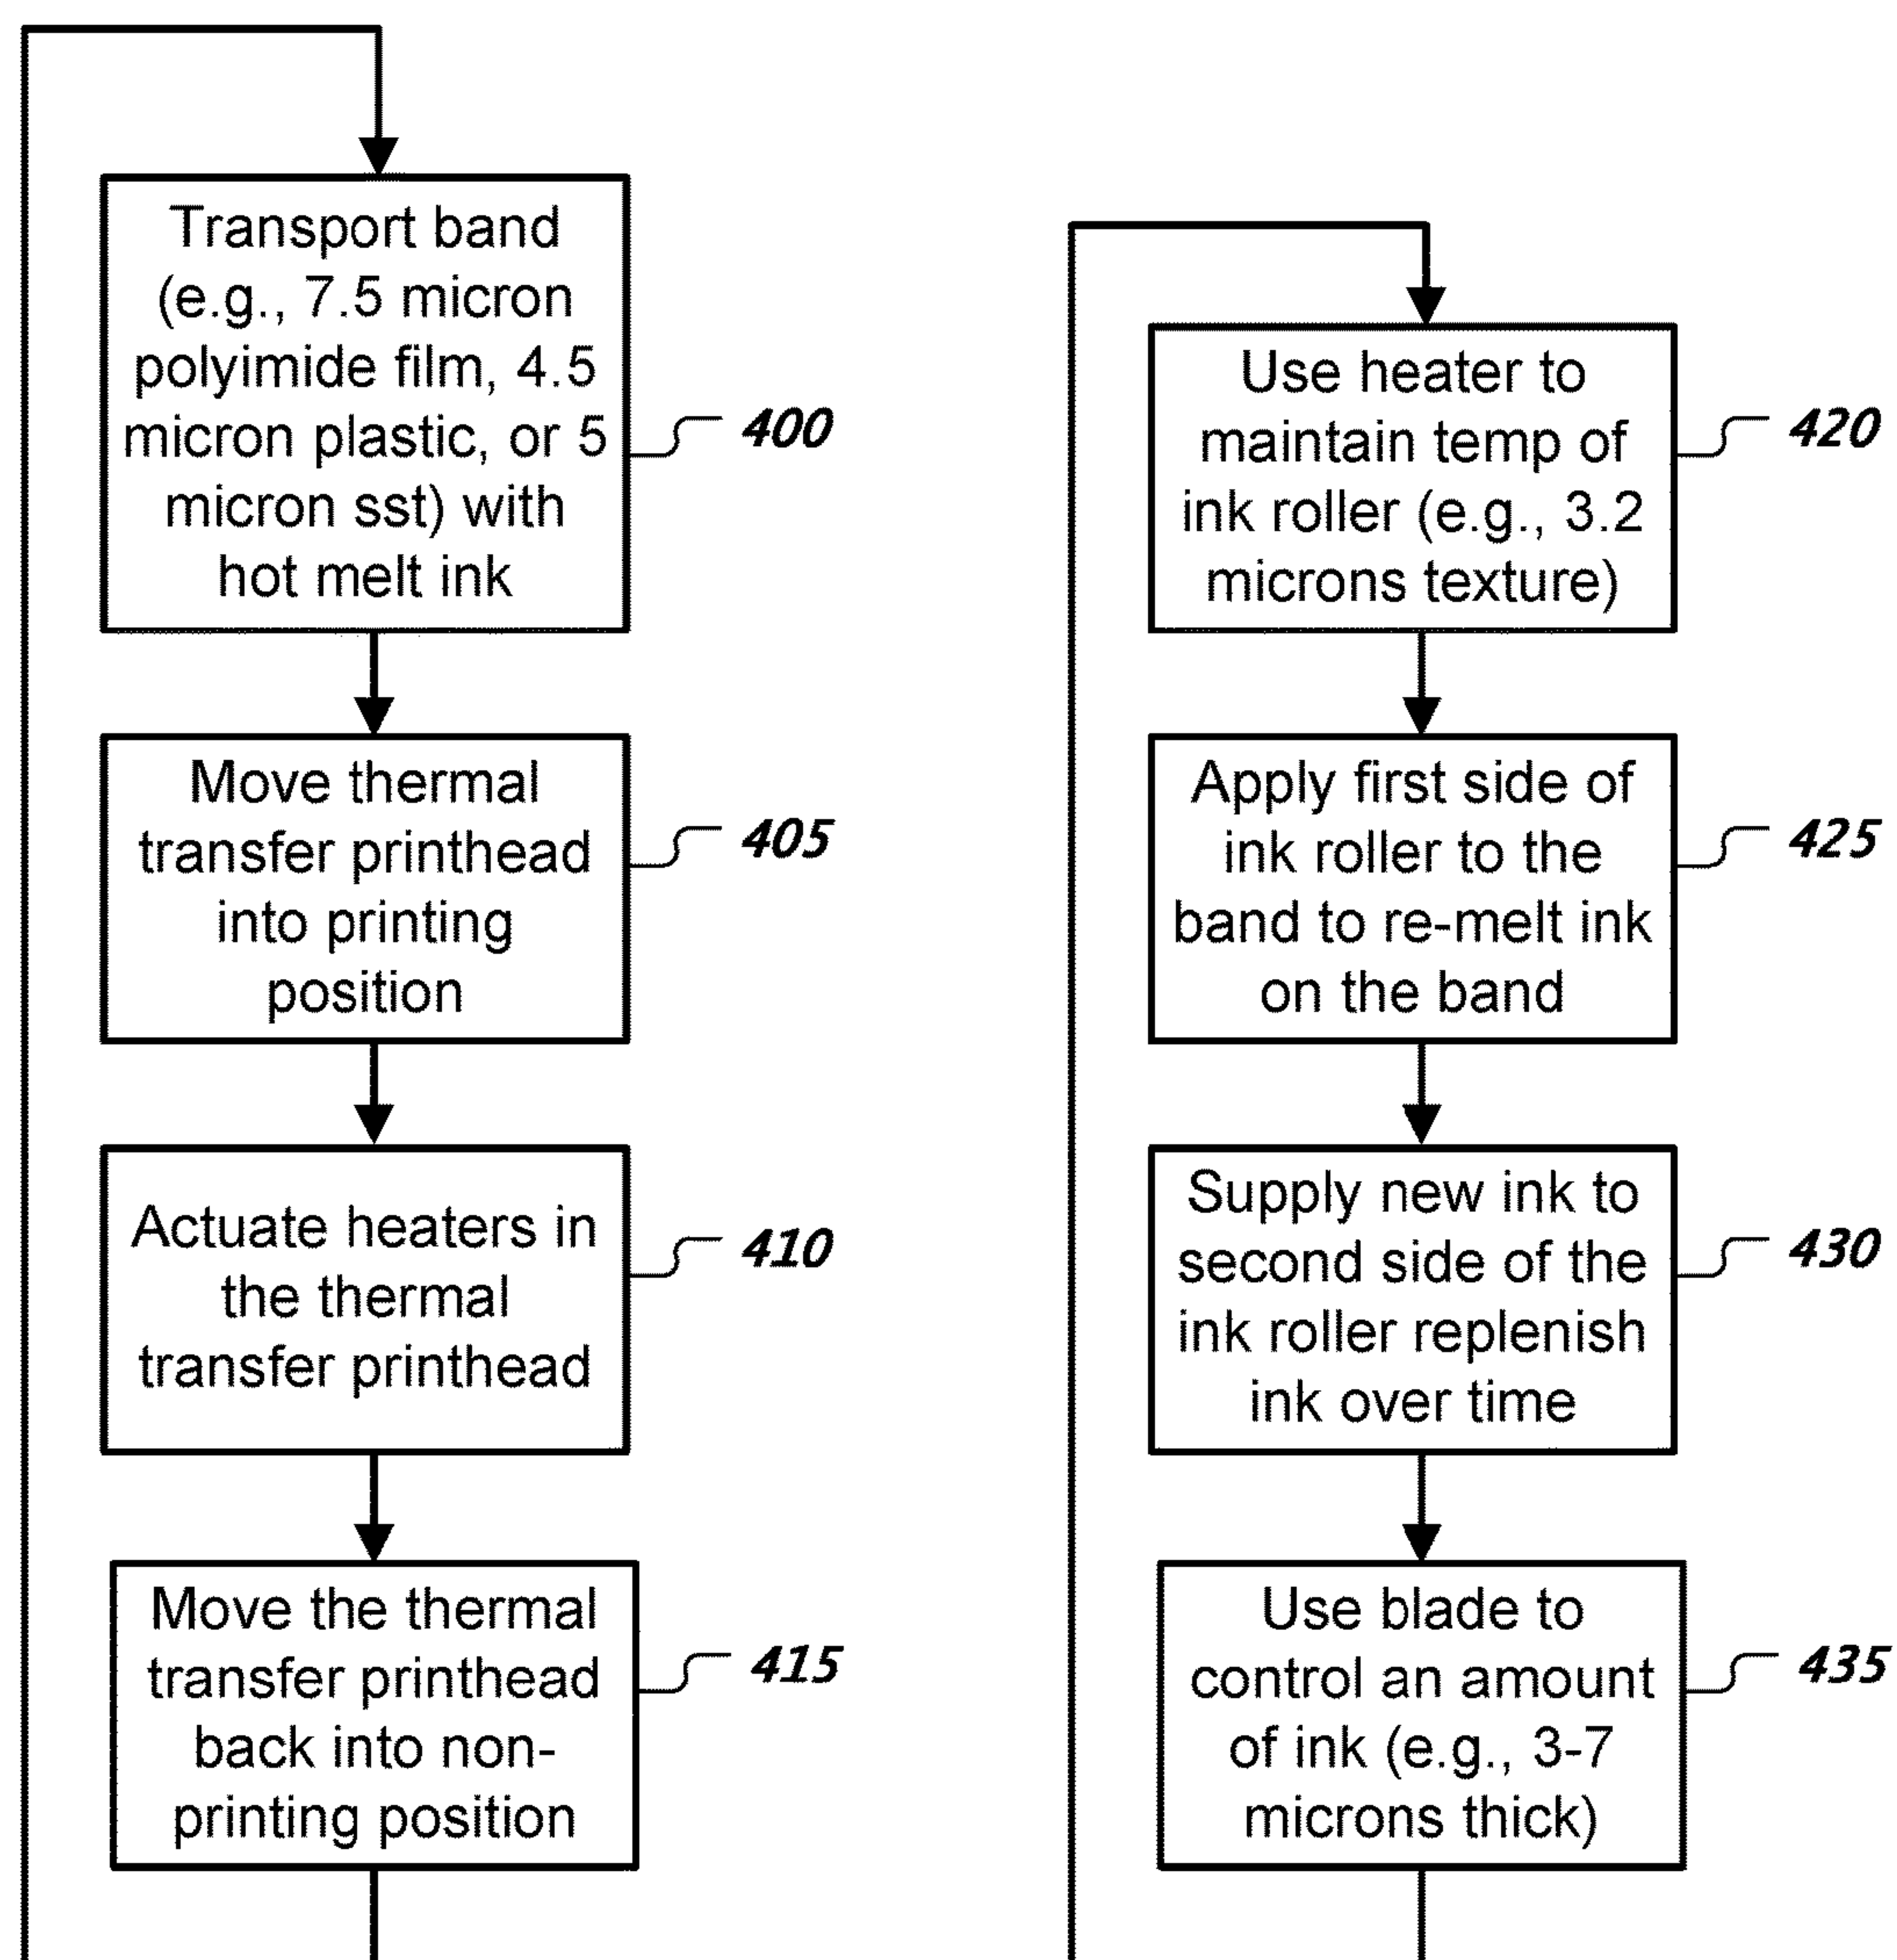 Transport band
(e.g., 7.5 micron
polyimide film, 4.5
micron plastic, or 5
micron sst) with
hot melt ink
400
Move thermal
transfer printhead
into printing
position
405
Actuate heaters in
the thermal
transfer printhead
410
Move the thermal
transfer printhead
back into non-
printing position
415
Use heater to
maintain temp of
ink roller (e.g., 3.2
microns texture)
420
Apply first side of
ink roller to the
band to re-melt ink
on the band
425
Supply new ink to
second side of the
ink roller replenish
ink over time
430
Use blade to
control an amount
of ink (e.g., 3-7
microns thick)
435